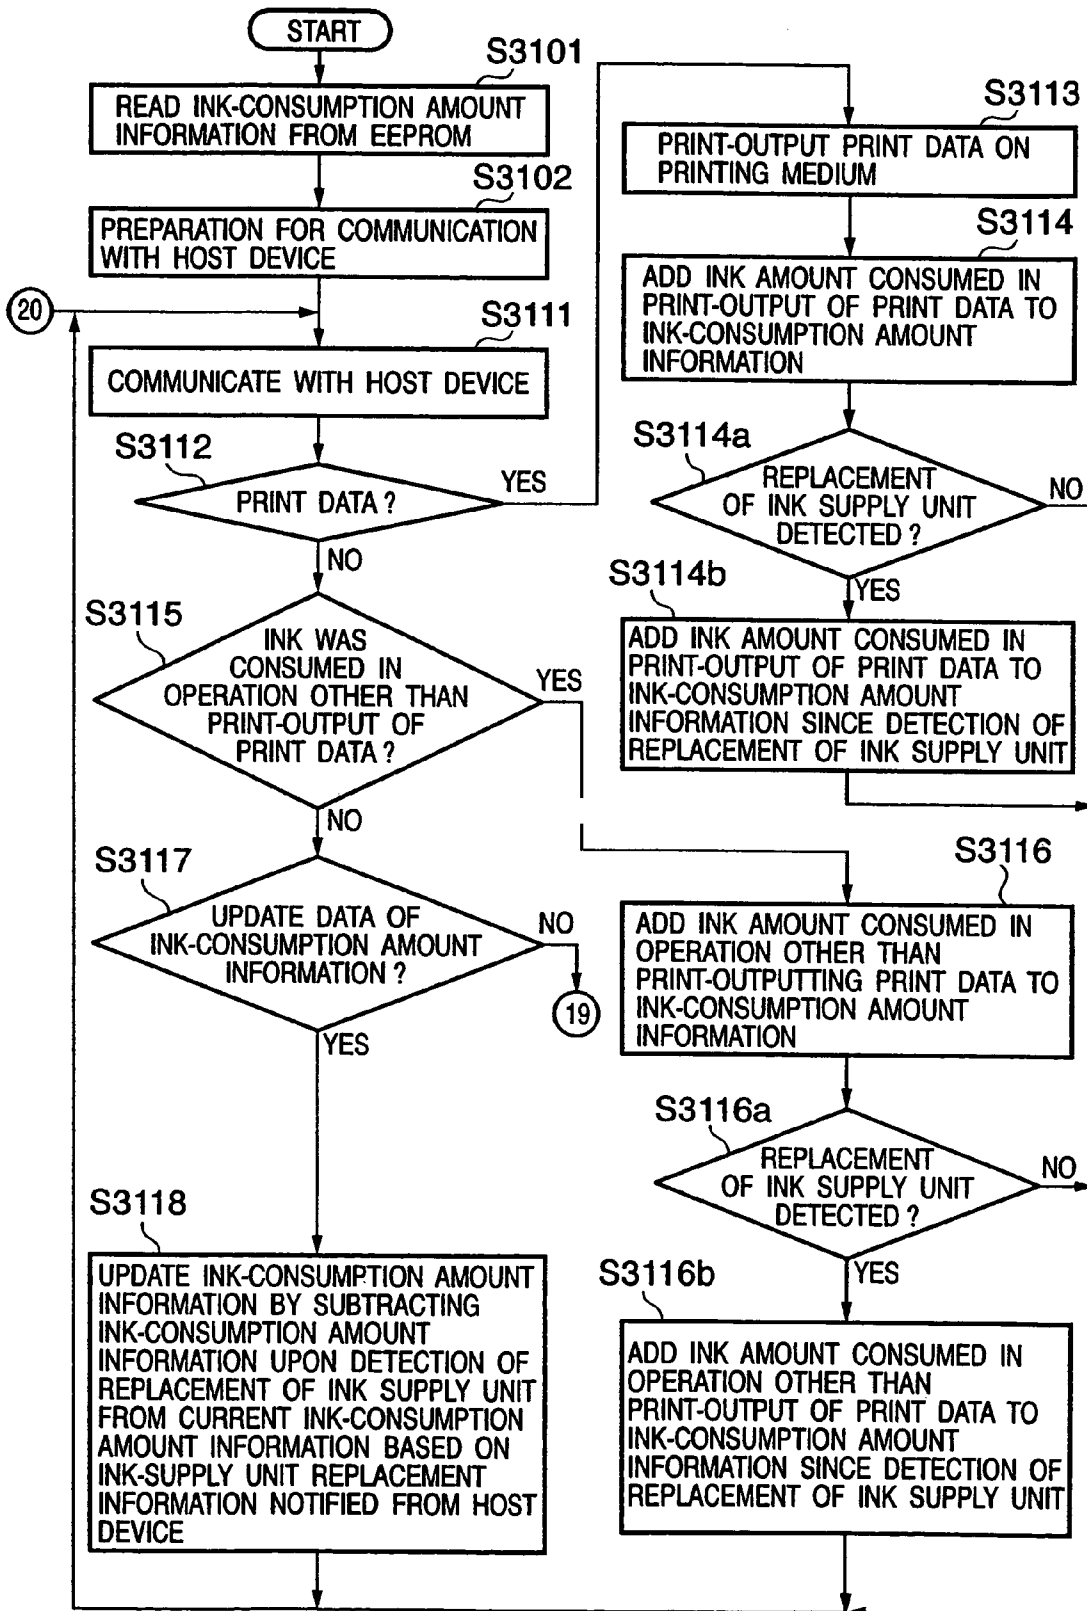 START
S3101
READ INK-CONSUMPTION AMOUNT
INFORMATION FROM EEPROM
S3102
PREPARATION FOR COMMUNICATION
WITH HOST DEVICE
20
S3111
COMMUNICATE WITH HOST DEVICE
S3112
PRINT DATA?
YES
NO
S3115
INK WAS
CONSUMED IN
OPERATION OTHER THAN
PRINT-OUTPUT OF
PRINT DATA?
YES
NO
S3117
UPDATE DATA OF
INK-CONSUMPTION AMOUNT
INFORMATION?
NO
19
YES
S3118
UPDATE INK-CONSUMPTION AMOUNT
INFORMATION BY SUBTRACTING
INK-CONSUMPTION AMOUNT
INFORMATION UPON DETECTION OF
REPLACEMENT OF INK SUPPLY UNIT
FROM CURRENT INK-CONSUMPTION
AMOUNT INFORMATION BASED ON
INK-SUPPLY UNIT REPLACEMENT
INFORMATION NOTIFIED FROM HOST
DEVICE
S3113
PRINT-OUTPUT PRINT DATA ON
PRINTING MEDIUM
S3114
ADD INK AMOUNT CONSUMED IN
PRINT-OUTPUT OF PRINT DATA TO
INK-CONSUMPTION AMOUNT
INFORMATION
S3114a
REPLACEMENT
OF INK SUPPLY UNIT
DETECTED?
NO
YES
S3114b
ADD INK AMOUNT CONSUMED IN
PRINT-OUTPUT OF PRINT DATA TO
INK-CONSUMPTION AMOUNT
INFORMATION SINCE DETECTION OF
REPLACEMENT OF INK SUPPLY UNIT
S3116
ADD INK AMOUNT CONSUMED IN
OPERATION OTHER THAN
PRINT-OUTPUTTING PRINT DATA TO
INK-CONSUMPTION AMOUNT
INFORMATION
S3116a
REPLACEMENT
OF INK SUPPLY UNIT
DETECTED?
NO
YES
S3116b
ADD INK AMOUNT CONSUMED IN
OPERATION OTHER THAN
PRINT-OUTPUT OF PRINT DATA TO
INK-CONSUMPTION AMOUNT
INFORMATION SINCE DETECTION OF
REPLACEMENT OF INK SUPPLY UNIT